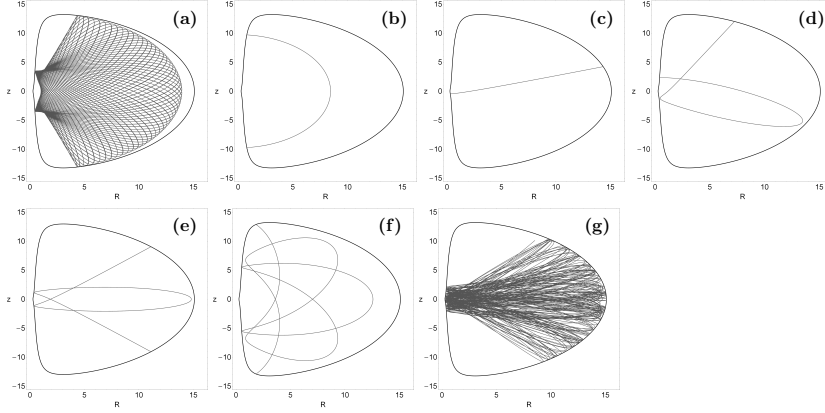 15 (a) 15 (b) 15 (c) 15 (d)
10 10 10 10
5 5 5 5
z 0 z 0 z 0 z 0
−5 −5 −5 −5
−10 −10 −10 −10
−15 −15 −15 −15
0 5 10 15 0 5 10 15 0 5 10 15 0 5 10 15
R R R R
15 (e) 15 (f) 15 (g)
10 10 10
5 5 5
z 0 z 0 z 0
−5 −5 −5
−10 −10 −10
−15 −15 −15
0 5 10 15 0 5 10 15 0 5 10 15
R R R